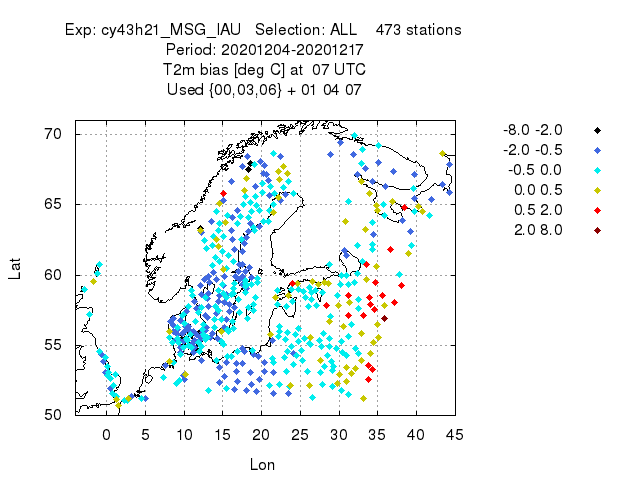 Exp: cy43h21_MSG_IAU Selection: ALL 473 stations
Period: 20201204-20201217
T2m bias [deg C] at 07 UTC
Used {00,03,06} + 01 04 07
-8.0 -2.0
-2.0 -0.5
-0.5 0.0
0.0 0.5
0.5 2.0
2.0 8.0
70
65
60
55
50
Lat
0 5 10 15 20 25 30 35 40 45
Lon